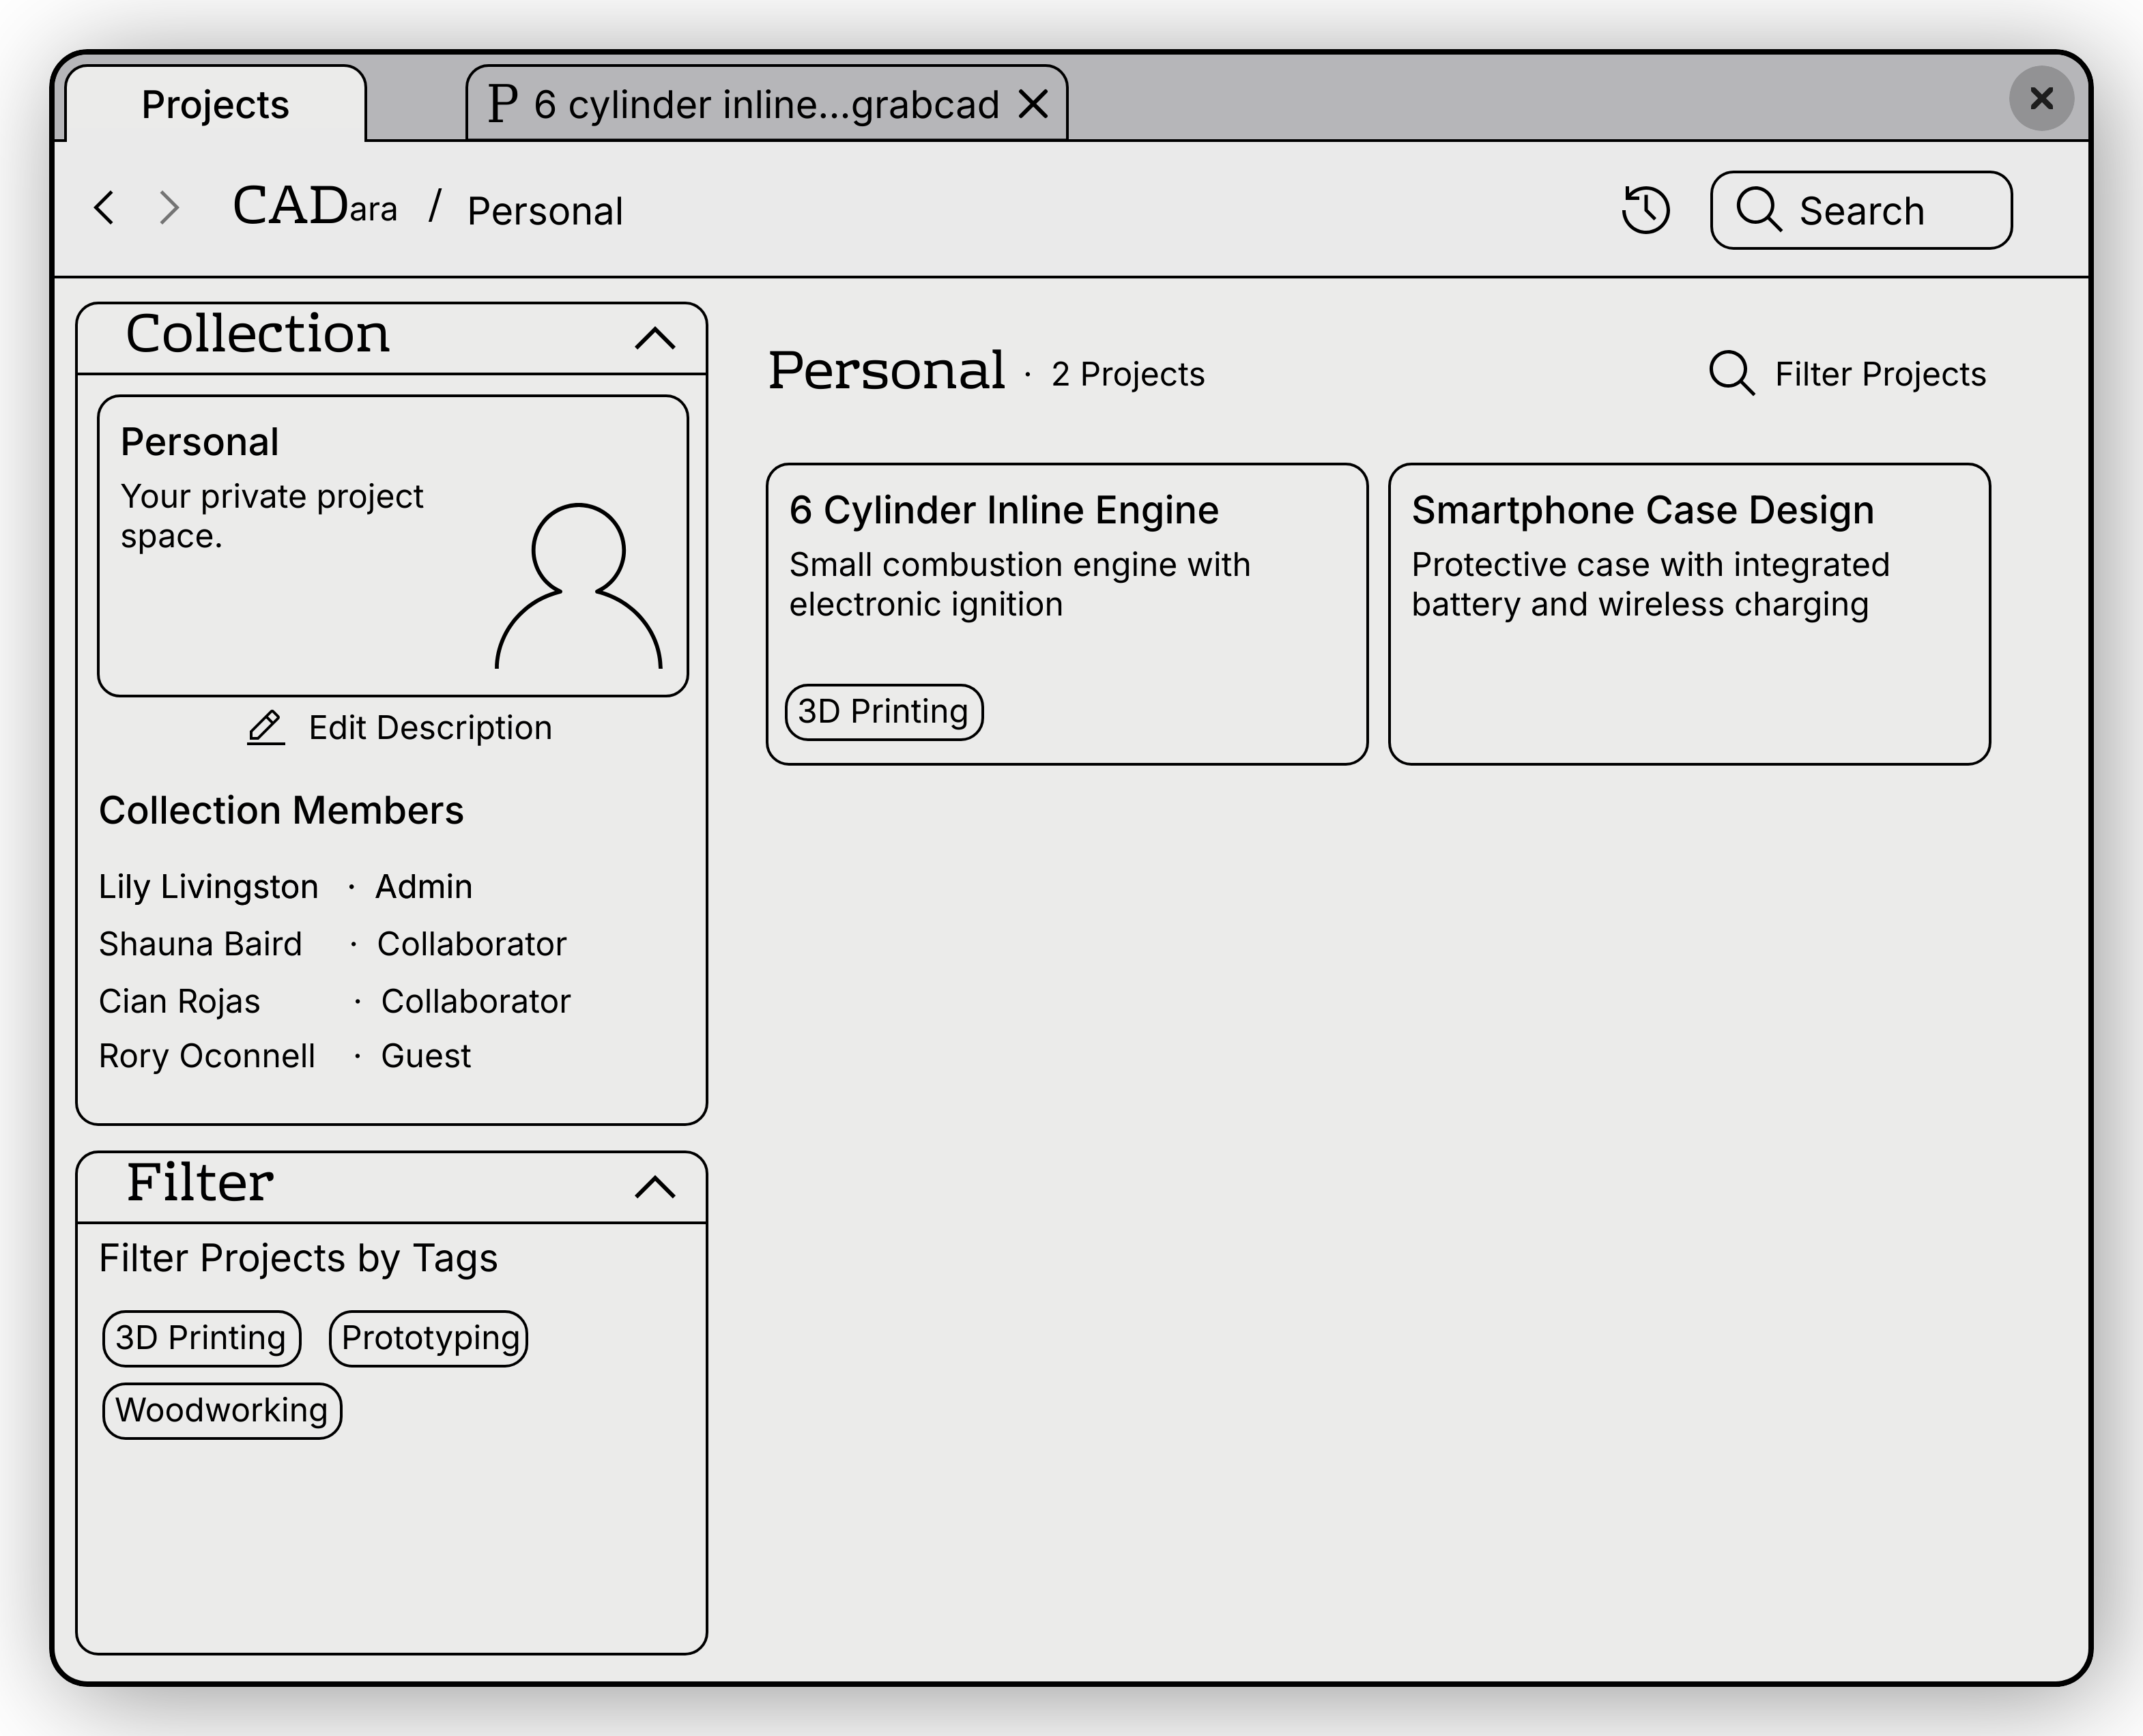 Projects
P 6 cylinder inline...grabcad
CADara / Personal
Search
Collection
Personal
Your private project
space.
Edit Description
Collection Members
Lily Livingston · Admin
Shauna Baird · Collaborator
Cian Rojas · Collaborator
Rory Oconnell · Guest
Filter
Filter Projects by Tags
3D Printing Prototyping
Woodworking
Personal · 2 Projects
Filter Projects
6 Cylinder Inline Engine
Small combustion engine with
electronic ignition
3D Printing
Smartphone Case Design
Protective case with integrated
battery and wireless charging